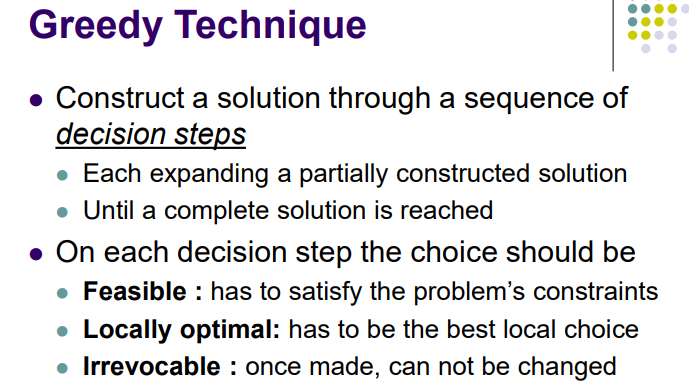 Greedy Technique
Construct a solution through a sequence of
decision steps
Each expanding a partially constructed solution
Until a complete solution is reached
On each decision step the choice should be
Feasible : has to satisfy the problem’s constraints
Locally optimal: has to be the best local choice
Irrevocable : once made, can not be changed